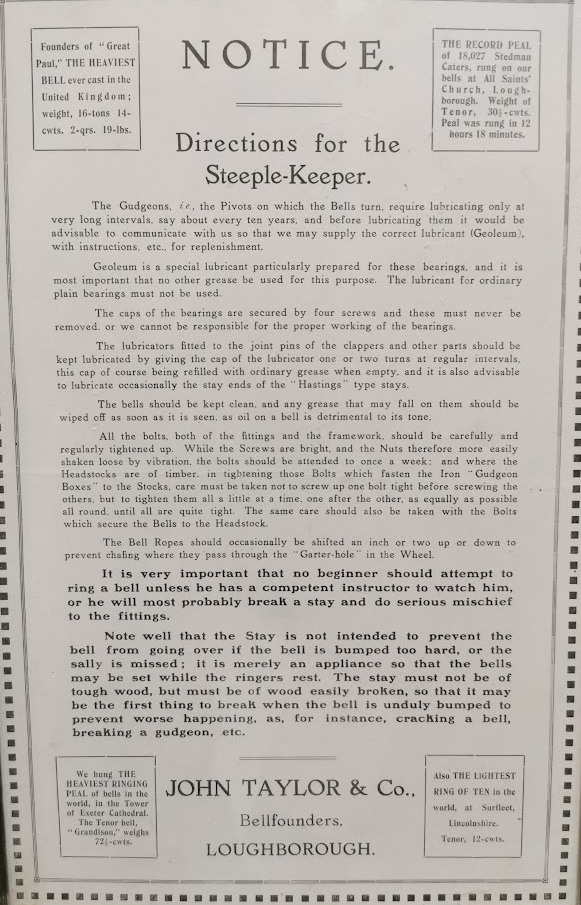 Founders of "Great
Paul," THE HEAVIEST
BELL ever cast in the
United Kingdom;
weight, 16-tons 14-
cwts. 2-qrs. 19-lbs.
NOTICE.
THE RECORD PEAL
of 18,027 Stedman
Caters, rung on our
bells at All Saints'
Church, Lough-
borough. Weight of
Tenor, 30½-cwts.
Peal was rung in 12
hours 18 minutes.
Directions for the
Steeple-Keeper.
The Gudgeons, i.e., the Pivots on which the Bells turn, require lubricating only at
very long intervals, say about every ten years, and before lubricating them it would be
advisable to communicate with us so that we may supply the correct lubricant (Geoleum),
with instructions, etc., for replenishment.
Geoleum is a special lubricant particularly prepared for these bearings, and it is
most important that no other grease be used for this purpose. The lubricant for ordinary
plain bearings must not be used.
The caps of the bearings are secured by four screws and these must never be
removed, or we cannot be responsible for the proper working of the bearings.
The lubricators fitted to the joint pins of the clappers and other parts should be
kept lubricated by giving the cap of the lubricator one or two turns at regular intervals,
this cap of course being refilled with ordinary grease when empty, and it is also advisable
to lubricate occasionally the stay ends of the "Hastings" type stays.
The bells should be kept clean, and any grease that may fall on them should be
wiped off as soon as it is seen, as oil on a bell is detrimental to its tone.
All the bolts, both of the fittings and the framework, should be carefully and
regularly tightened up. While the Screws are bright, and the Nuts therefore more easily
shaken loose by vibration, the bolts should be attended to once a week; and where the
Headstocks are of timber, in tightening those Bolts which fasten the Iron "Gudgeon
Boxes" to the Stocks, care must be taken not to screw up one bolt tight before screwing the
others, but to tighten them all a little at a time, one after the other, as equally as possible
all round, until all are quite tight. The same care should also be taken with the Bolts
which secure the Bells to the Headstock.
The Bell Ropes should occasionally be shifted an inch or two up or down to
prevent chafing where they pass through the "Garter-hole" in the Wheel.
It is very important that no beginner should attempt to
ring a bell unless he has a competent instructor to watch him,
or he will most probably break a stay and do serious mischief
to the fittings.
Note well that the Stay is not intended to prevent the
bell from going over if the bell is bumped too hard, or the
sally is missed; it is merely an appliance so that the bells
may be set while the ringers rest. The stay must not be of
tough wood, but must be of wood easily broken, so that it may
be the first thing to break when the bell is unduly bumped to
prevent worse happening, as, for instance, cracking a bell,
breaking a gudgeon, etc.
We hung THE
HEAVIEST RINGING
PEAL of bells in the
world, in the Tower
of Exeter Cathedral.
The Tenor bell,
"Grandison," weighs
72½-cwts.
JOHN TAYLOR & Co.,
Bellfounders,
LOUGHBOROUGH.
Also THE LIGHTEST
RING OF TEN in the
world, at Surfleet,
Lincolnshire.
Tenor, 12-cwts.